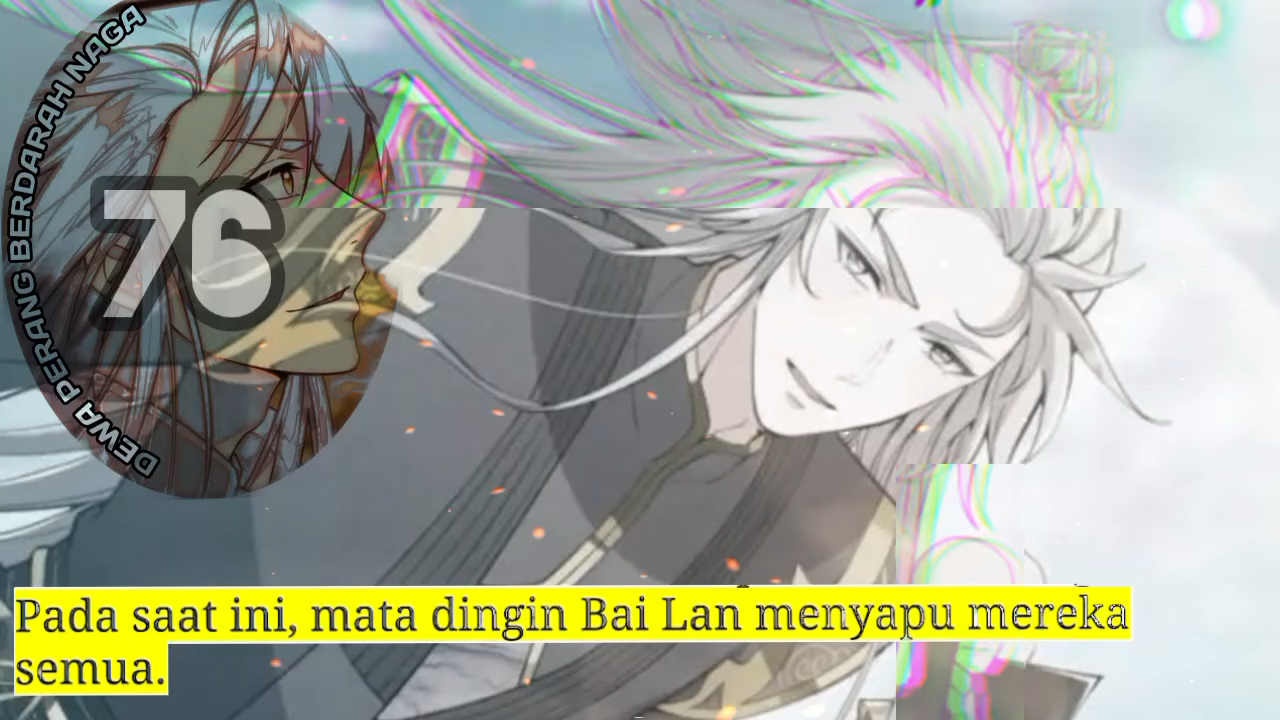 DEWA PERANG BERDARAH NAGA
76
Pada saat ini, mata dingin Bai Lan menyapu mereka
semua.